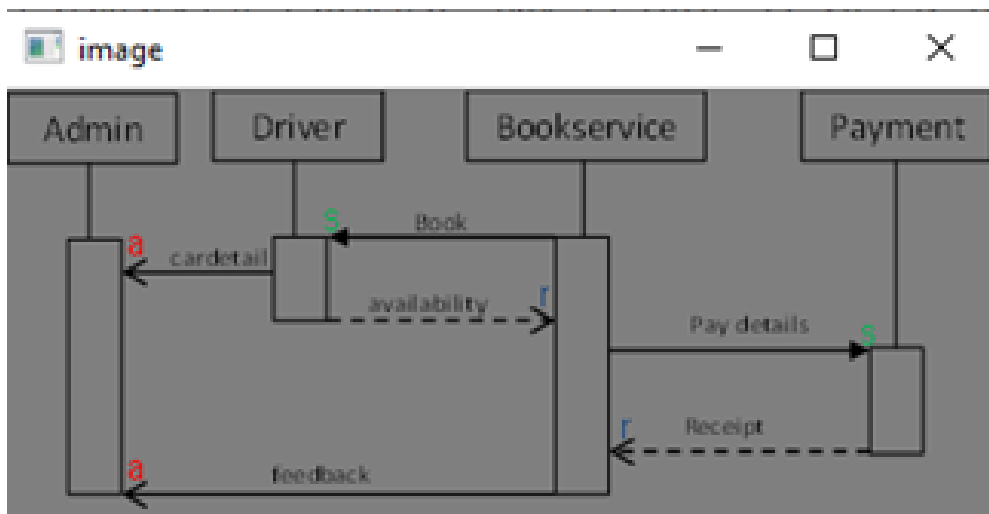 image
Admin Driver Bookservice Payment
S Book
a cardetail
availability r
Pay details S
r Receipt
a feedback